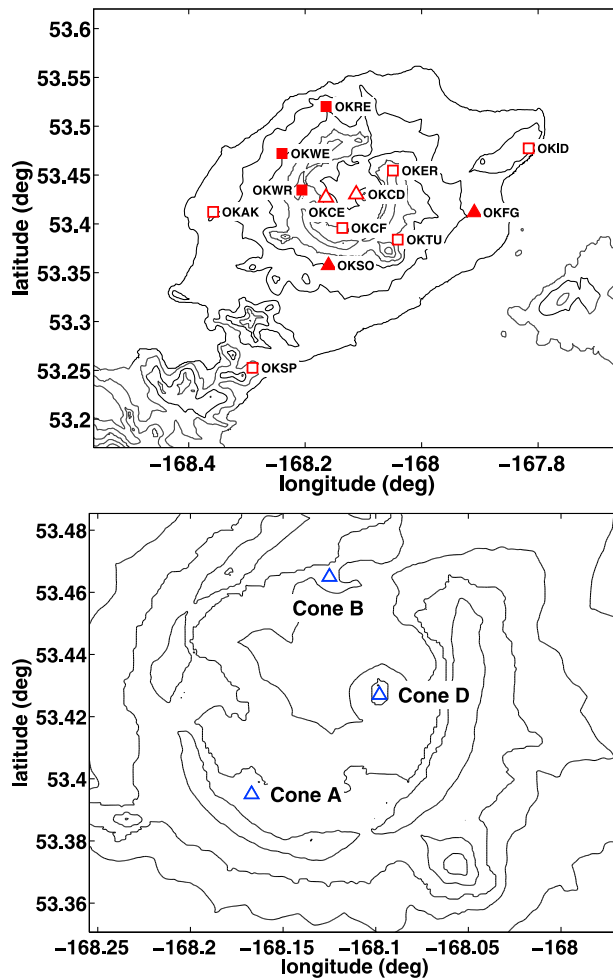 53.6
53.55
53.5
53.45
53.4
53.35
53.3
53.25
53.2
latitude (deg)
OKRE
OKWE
OKID
OKER
OKWR
OKCD
OKAK
OKCE
OKFG
OKCF
OKTU
OKSO
OKSP
−168.4
−168.2
−168
−167.8
longitude (deg)
53.48
53.46
53.44
53.42
53.4
53.38
53.36
latitude (deg)
Cone B
Cone D
Cone A
−168.25
−168.2
−168.15
−168.1
−168.05
−168
longitude (deg)